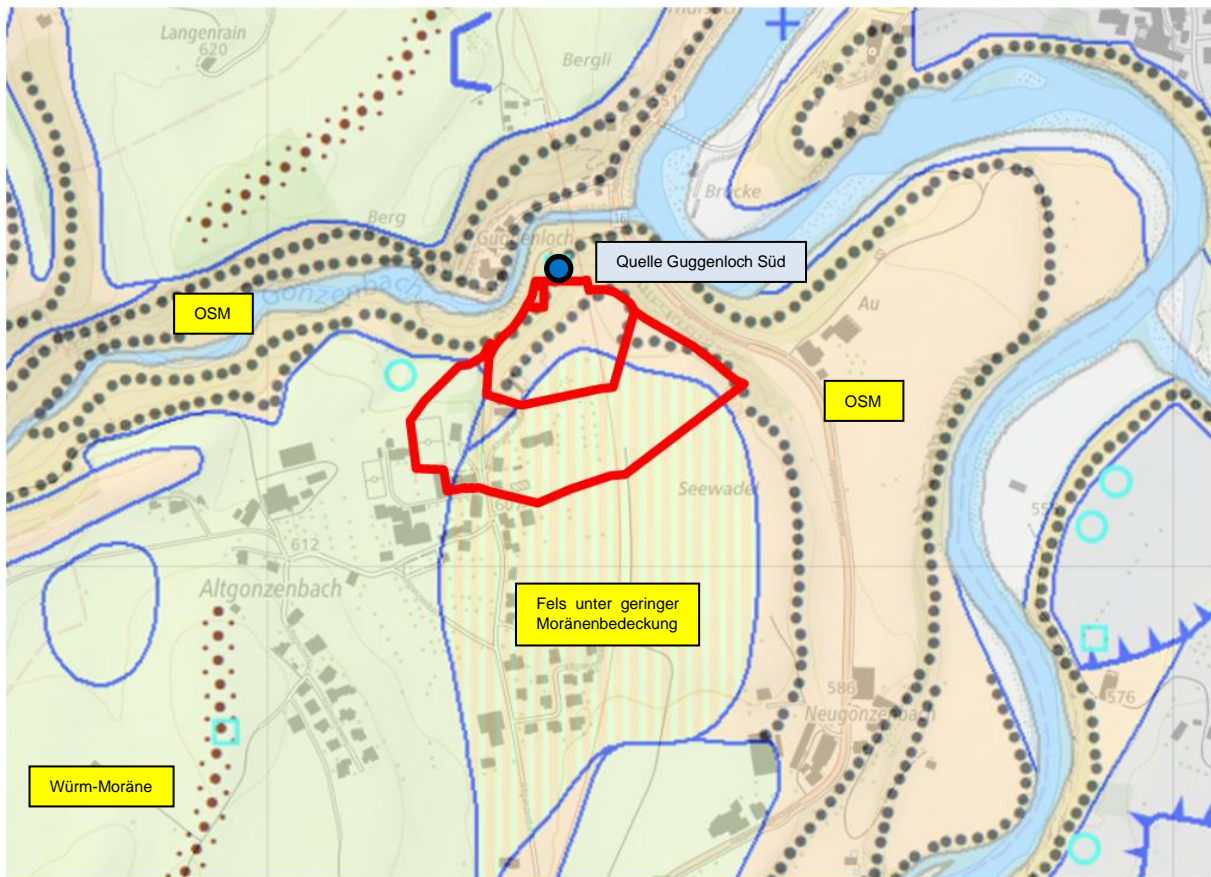 Langenrain
620
Bergli
Brücke
Berg
16
Guggenloch
Quelle Guggenloch Süd
Gonzenbach
OSM
Au
OSM
Seewadel
607
612
Altgonzenbach
Fels unter geringer
Moränenbedeckung
586
576
Neugonzenbach
Würm-Moräne